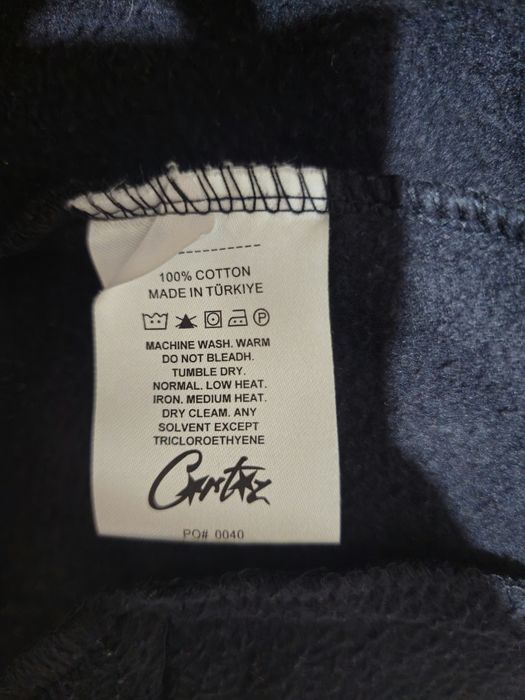 100% COTTON
MADE IN TÜRKIYE
MACHINE WASH. WARM
DO NOT BLEADH.
TUMBLE DRY.
NORMAL. LOW HEAT.
IRON. MEDIUM HEAT.
DRY CLEAM. ANY
SOLVENT EXCEPT
TRICLOROETHYENE
Cortz
PO# 0040